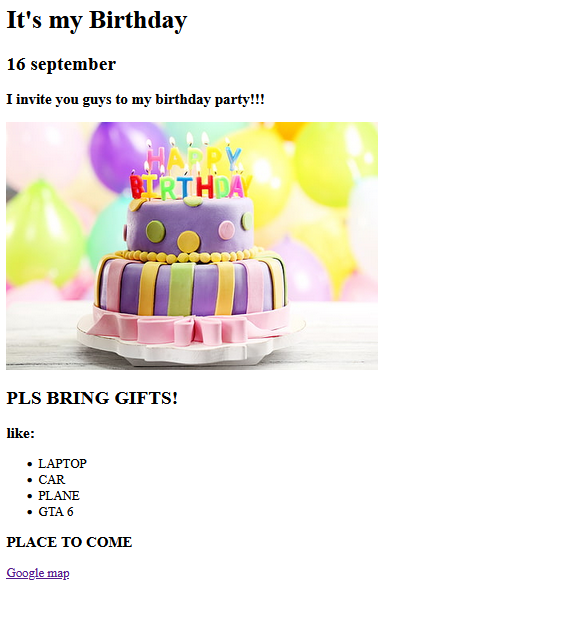 It's my Birthday
16 september
I invite you guys to my birthday party!!!
HAPPY
BIRTHDAY
PLS BRING GIFTS!
like:
LAPTOP
CAR
PLANE
GTA 6
PLACE TO COME
Google map